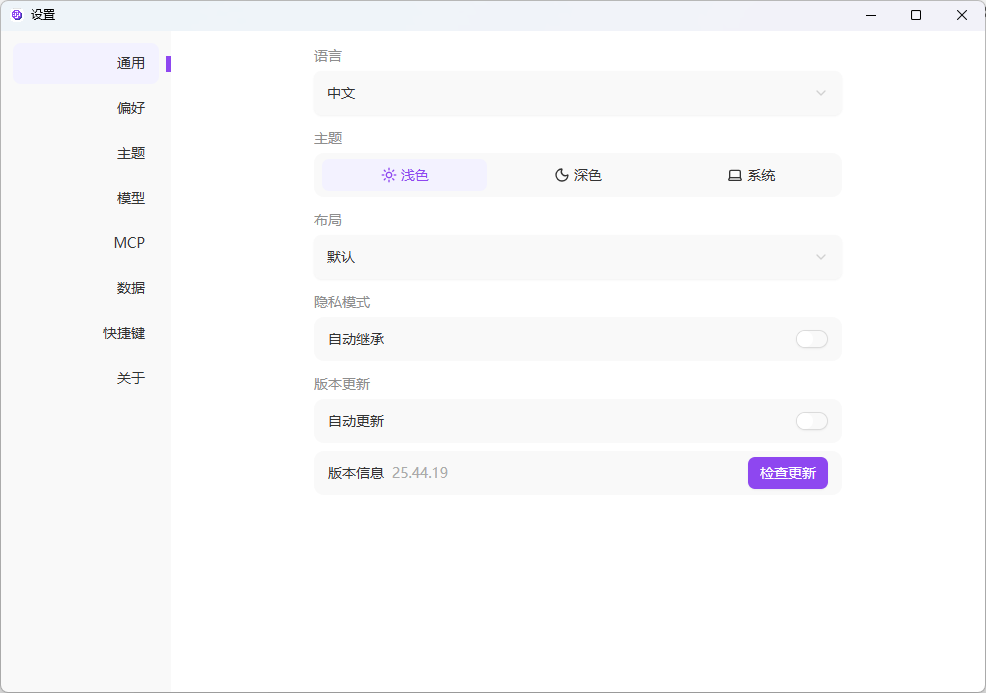 设置
通用
偏好
主题
模型
MCP
数据
快捷键
关于
语言
中文
主题
浅色 深色 系统
布局
默认
隐私模式
自动继承
版本更新
自动更新
版本信息 25.44.19 检查更新